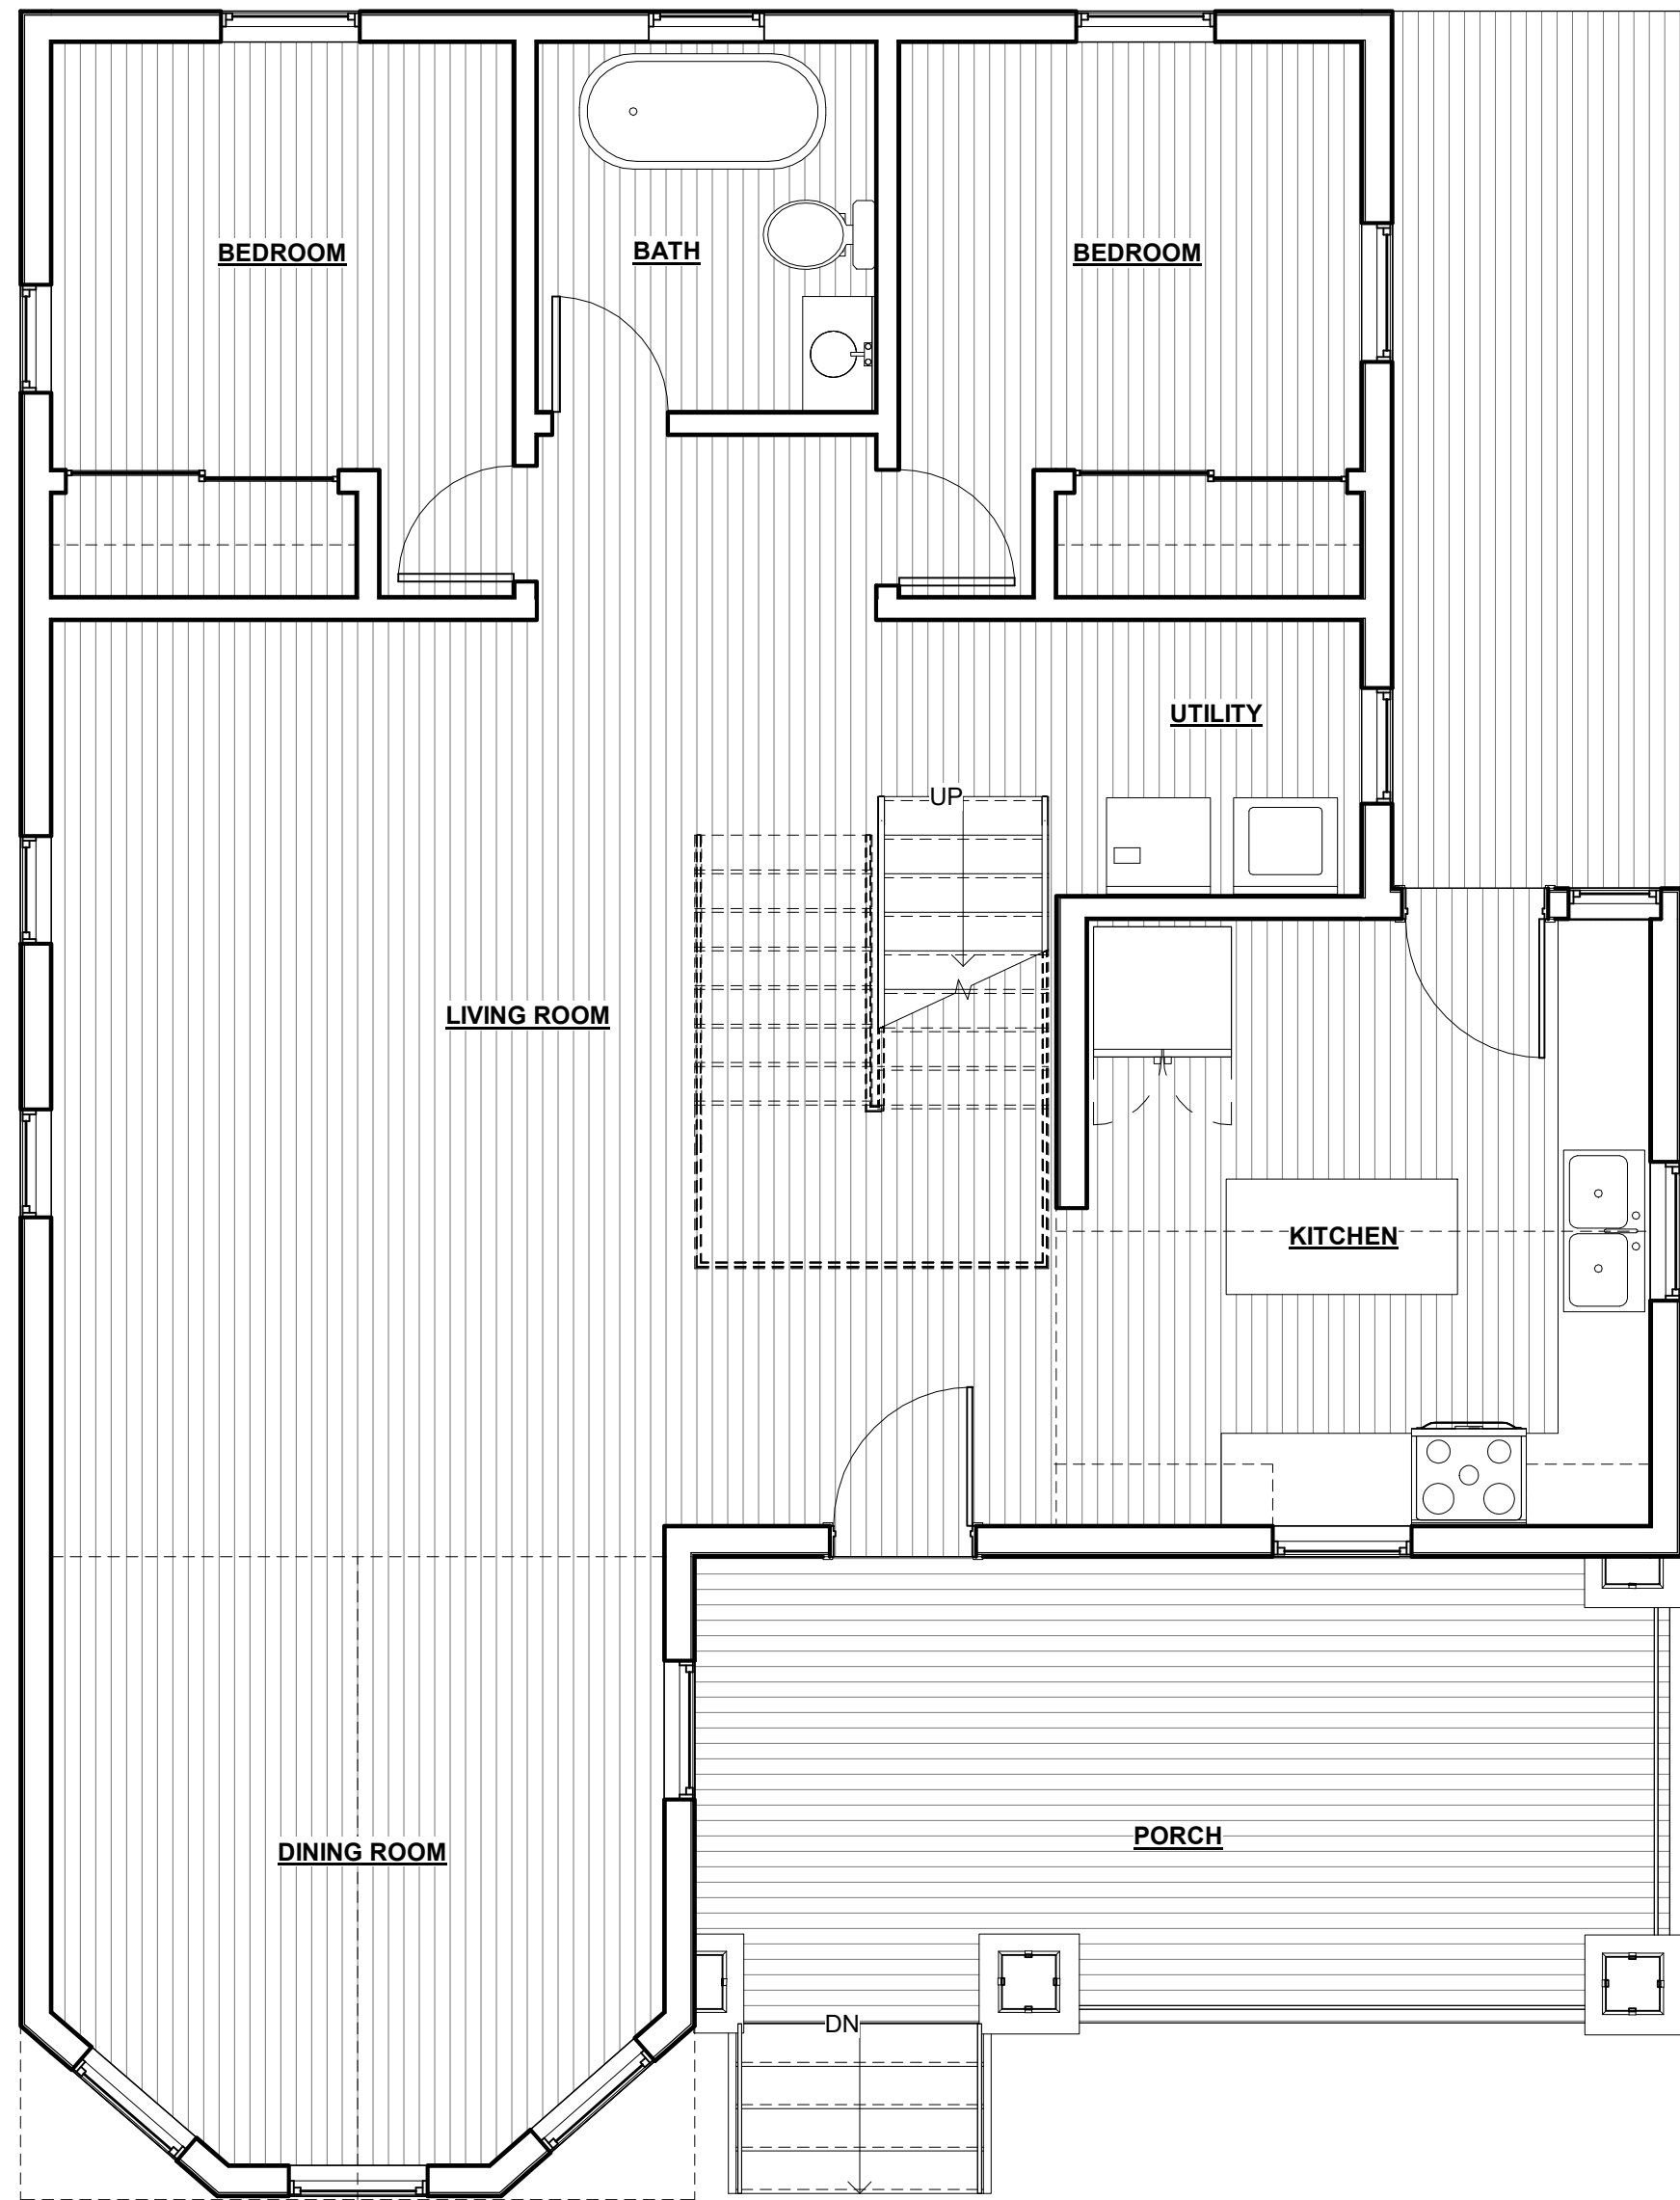 BEDROOM
BATH
BEDROOM
UTILITY
UP
LIVING ROOM
KITCHEN
DINING ROOM
PORCH
DN